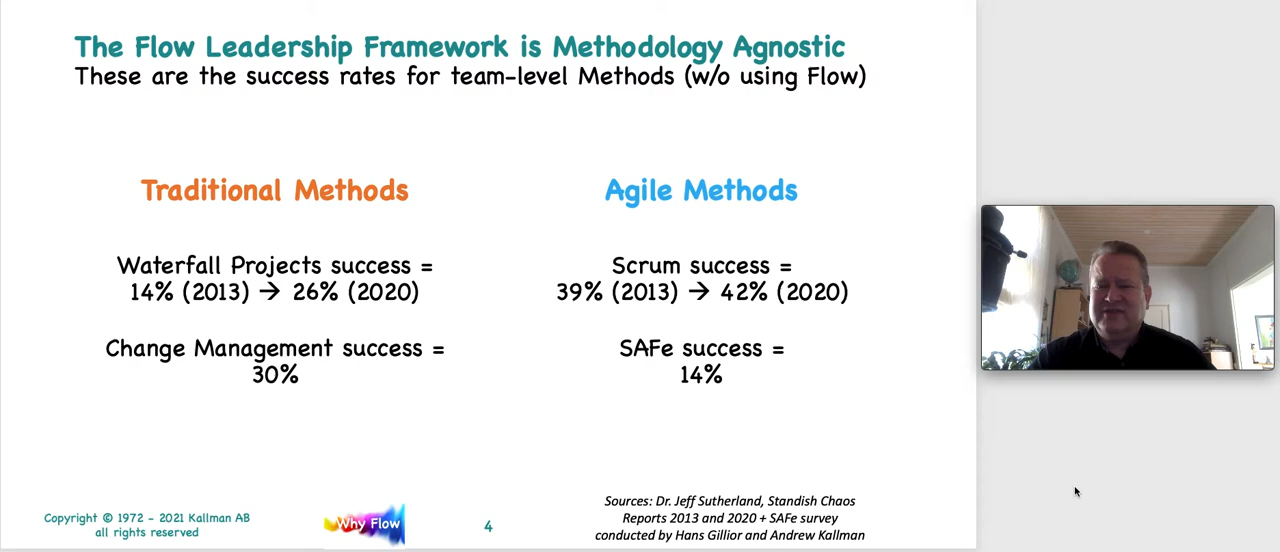 The Flow Leadership Framework is Methodology Agnostic
These are the success rates for team-level Methods (w/o using Flow)
Traditional Methods
Waterfall Projects success =
14% (2013) → 26% (2020)
Change Management success =
30%
Agile Methods
Scrum success =
39% (2013) → 42% (2020)
SAFe success =
14%
Copyright © 1972 - 2021 Kallman AB
all rights reserved
Why Flow
4
Sources: Dr. Jeff Sutherland, Standish Chaos
Reports 2013 and 2020 + SAFe survey
conducted by Hans Gillior and Andrew Kallman